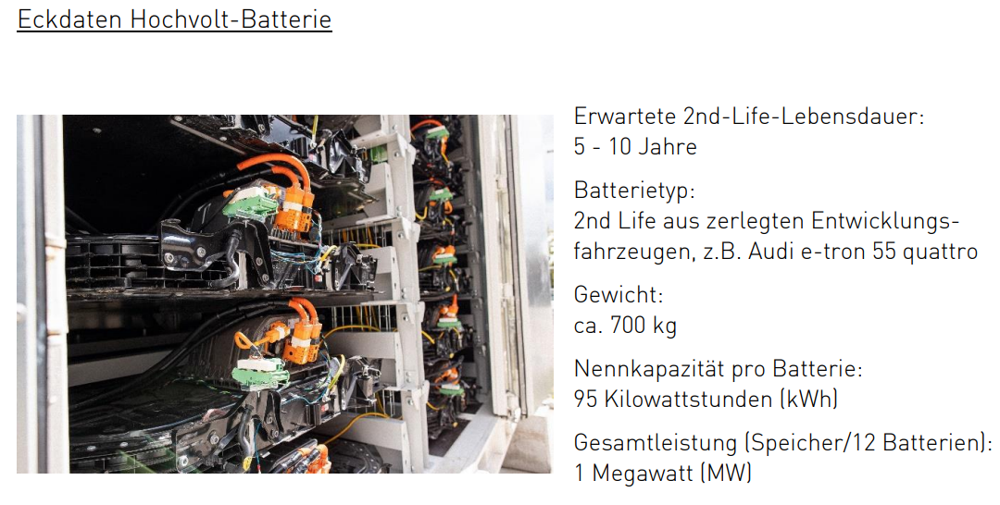 Eckdaten Hochvolt-Batterie
Erwartete 2nd-Life-Lebensdauer:
5 - 10 Jahre
Batterietyp:
2nd Life aus zerlegten Entwicklungs-
fahrzeugen, z.B. Audi e-tron 55 quattro
Gewicht:
ca. 700 kg
Nennkapazität pro Batterie:
95 Kilowattstunden (kWh)
Gesamtleistung (Speicher/12 Batterien):
1 Megawatt (MW)